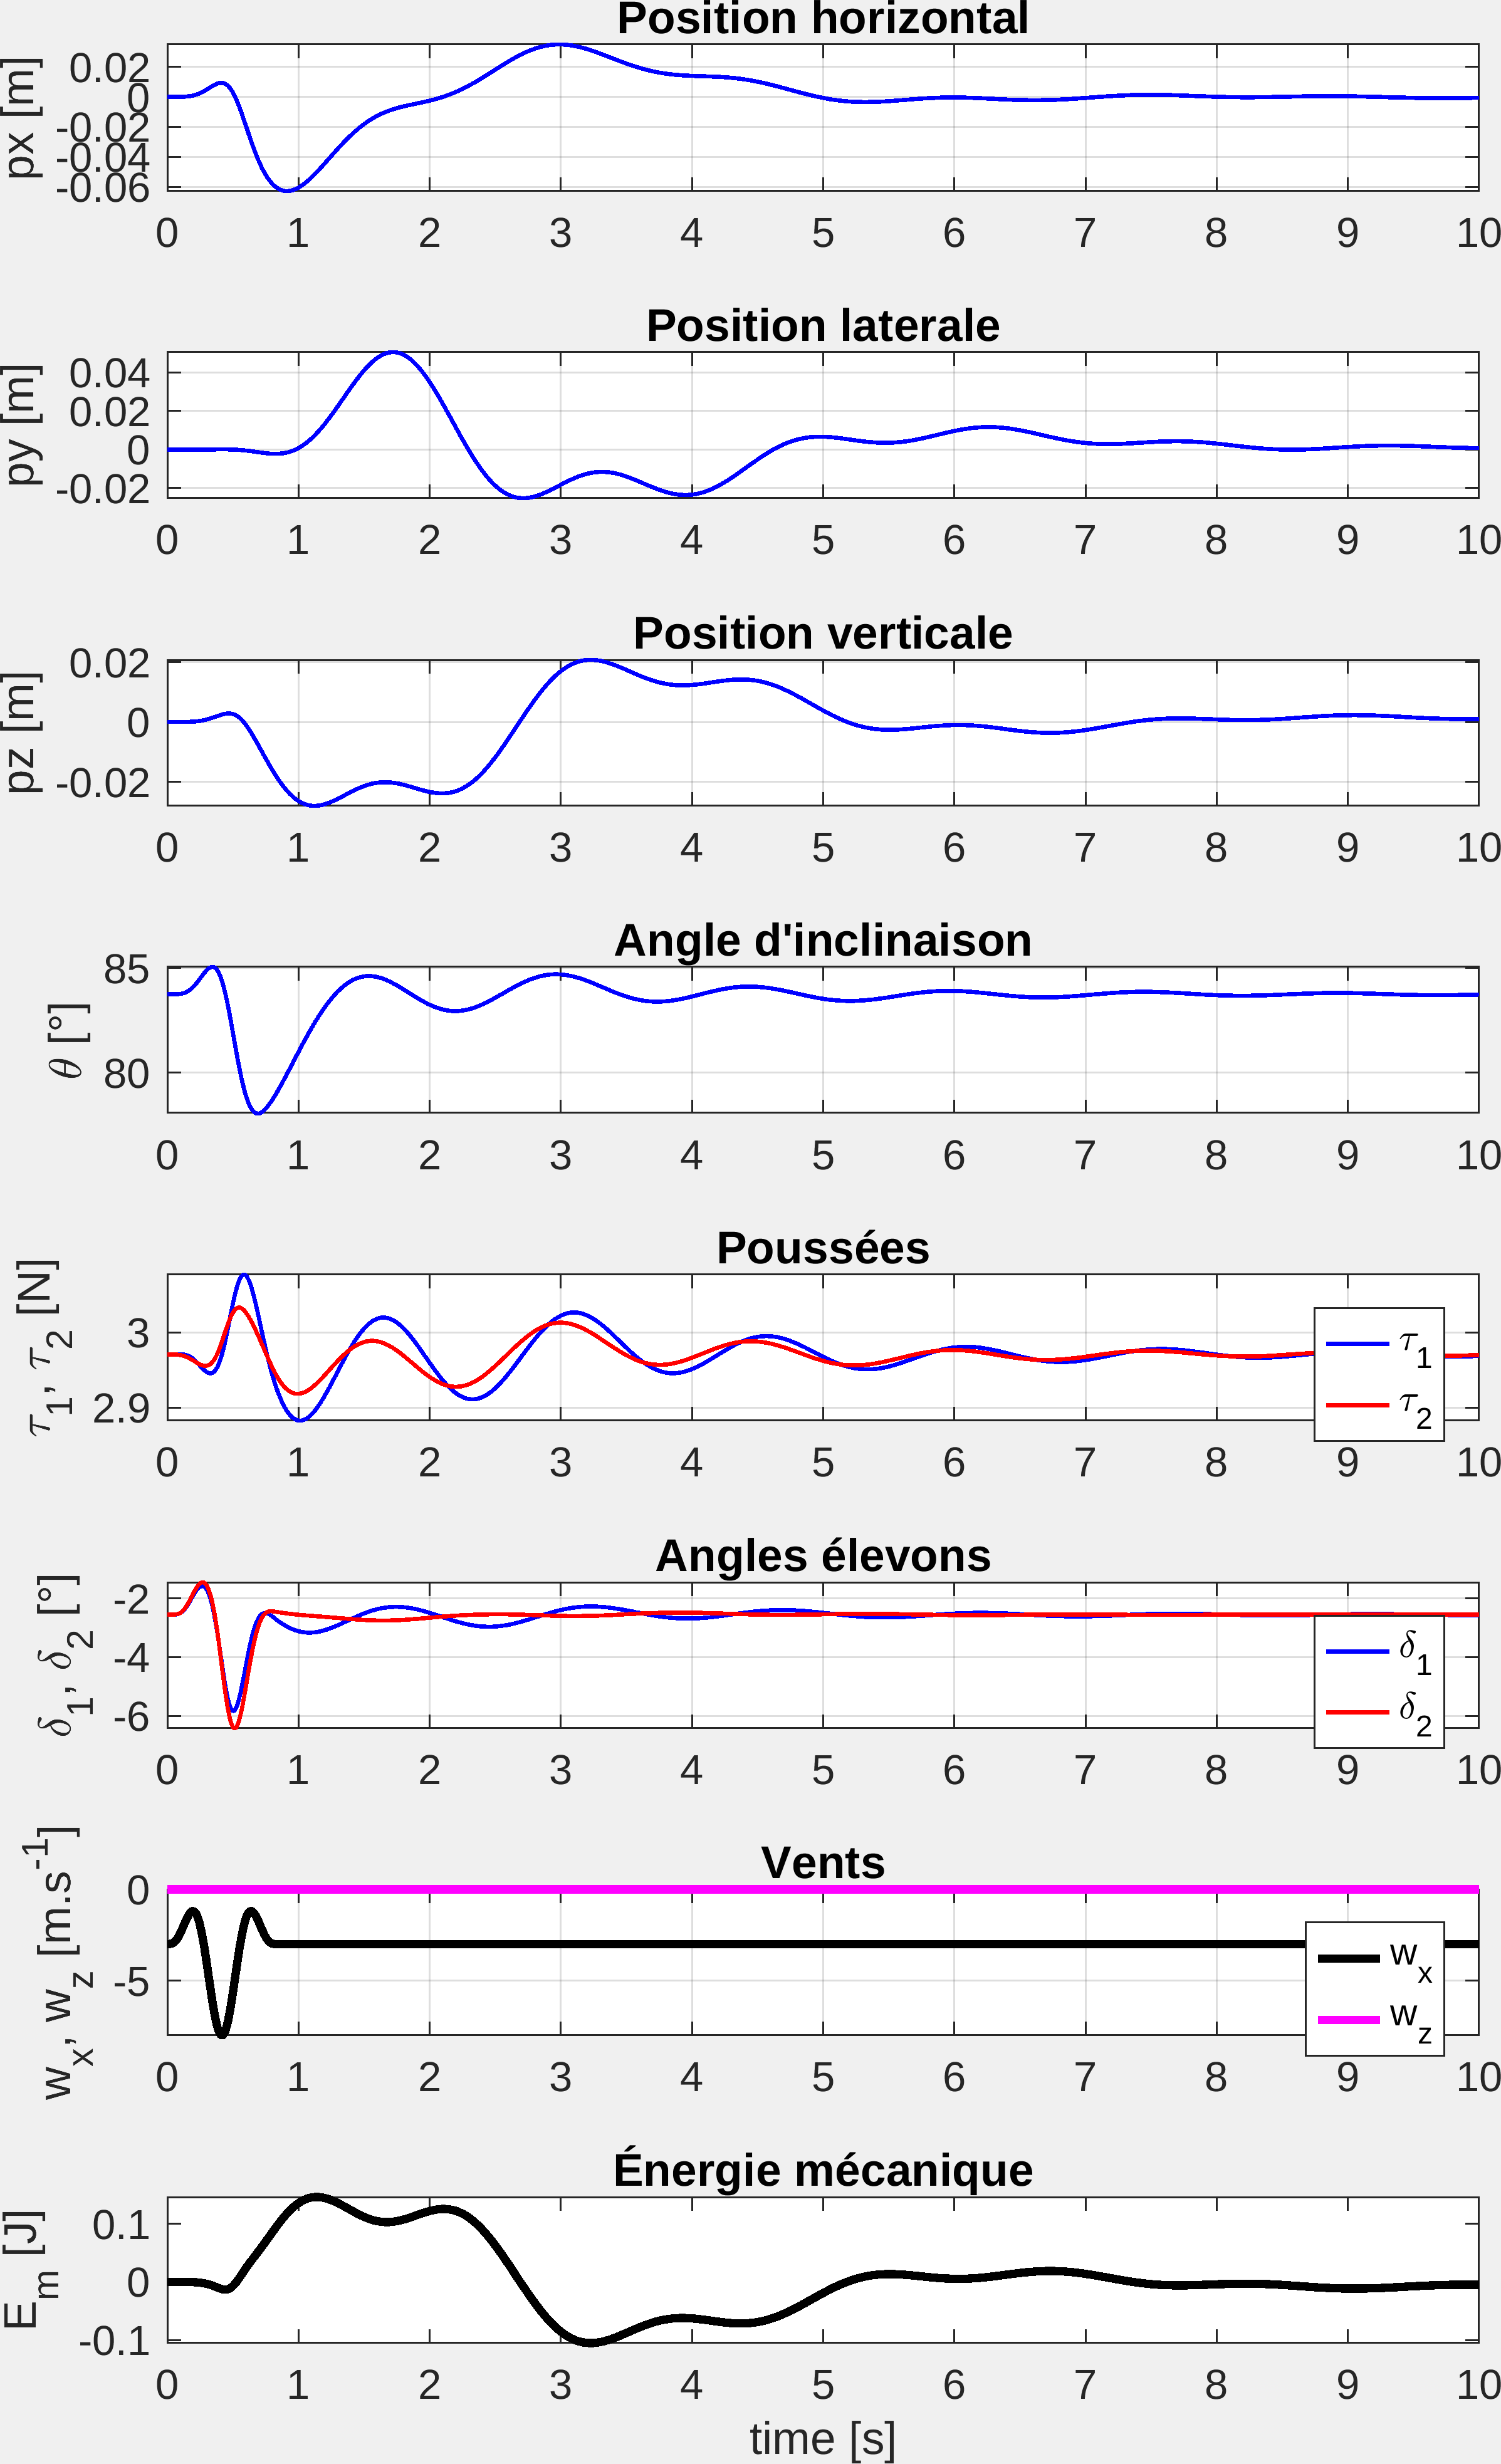 Position horizontal
px [m]
0.02
0
-0.02
-0.04
-0.06
0 1 2 3 4 5 6 7 8 9 10
Position laterale
py [m]
0.04
0.02
0
-0.02
0 1 2 3 4 5 6 7 8 9 10
Position verticale
pz [m]
0.02
0
-0.02
0 1 2 3 4 5 6 7 8 9 10
Angle d'inclinaison
θ [°]
85
80
0 1 2 3 4 5 6 7 8 9 10
Poussées
τ1, τ2 [N]
3
2.9
τ1
τ2
0 1 2 3 4 5 6 7 8 9 10
Angles élevons
δ1, δ2 [°]
-2
-4
-6
δ1
δ2
0 1 2 3 4 5 6 7 8 9 10
Vents
wx, wz [m.s-1]
0
-5
wx
wz
0 1 2 3 4 5 6 7 8 9 10
Énergie mécanique
Em [J]
0.1
0
-0.1
0 1 2 3 4 5 6 7 8 9 10
time [s]